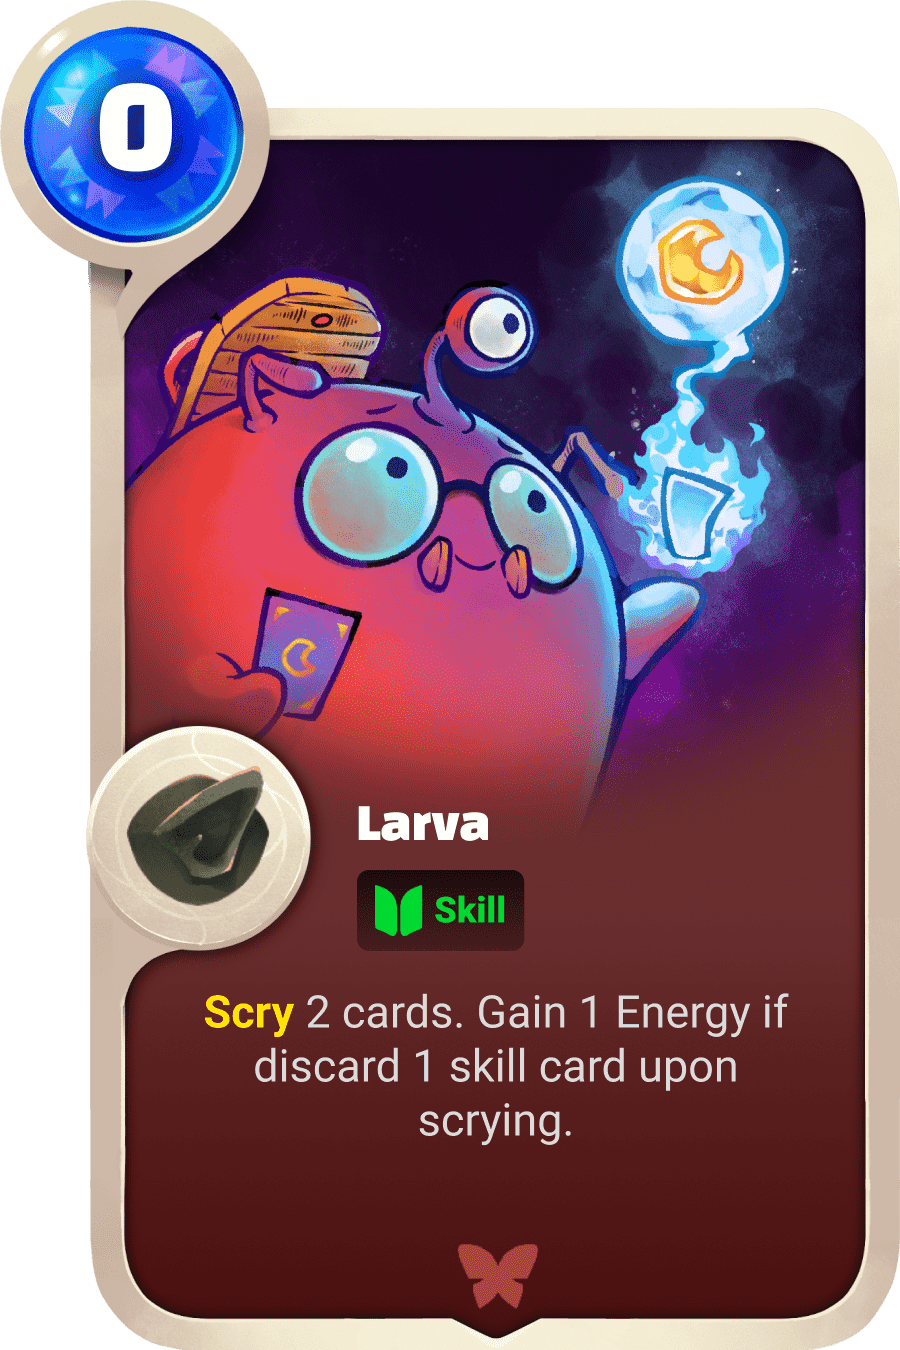 0
Larva
Skill
Scry 2 cards. Gain 1 Energy if
discard 1 skill card upon
scrying.